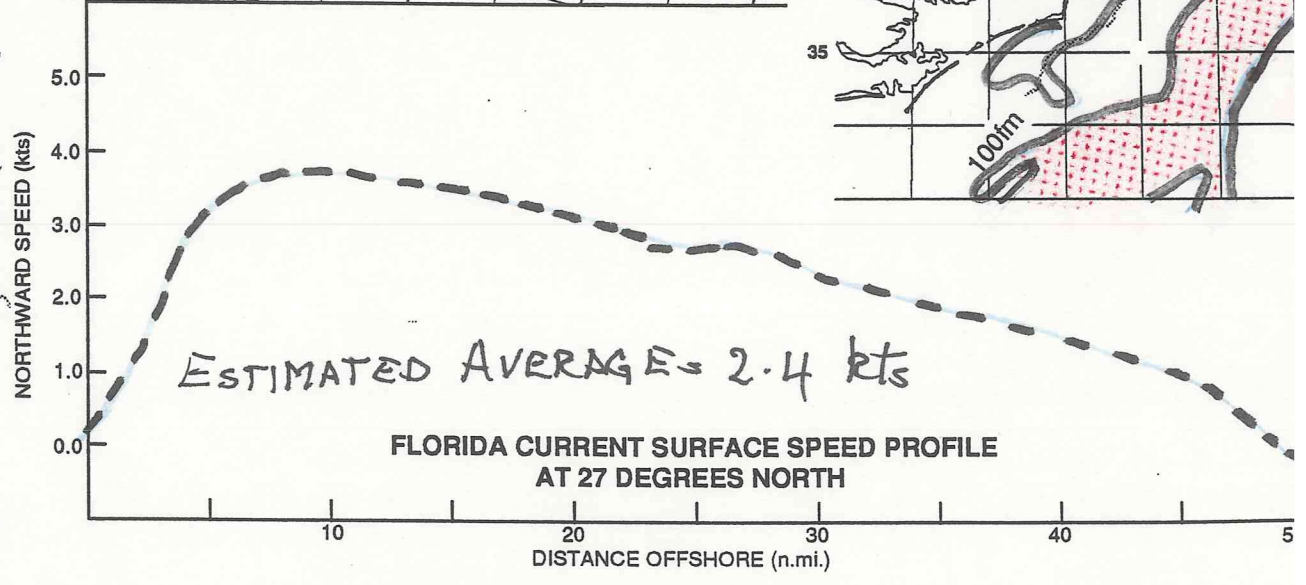 35
100fm
NORTHWARD SPEED (kts)
5.0
4.0
3.0
2.0
1.0
0.0
ESTIMATED AVERAGE = 2.4 kts
FLORIDA CURRENT SURFACE SPEED PROFILE
AT 27 DEGREES NORTH
10 20 30 40 5
DISTANCE OFFSHORE (n.mi.)